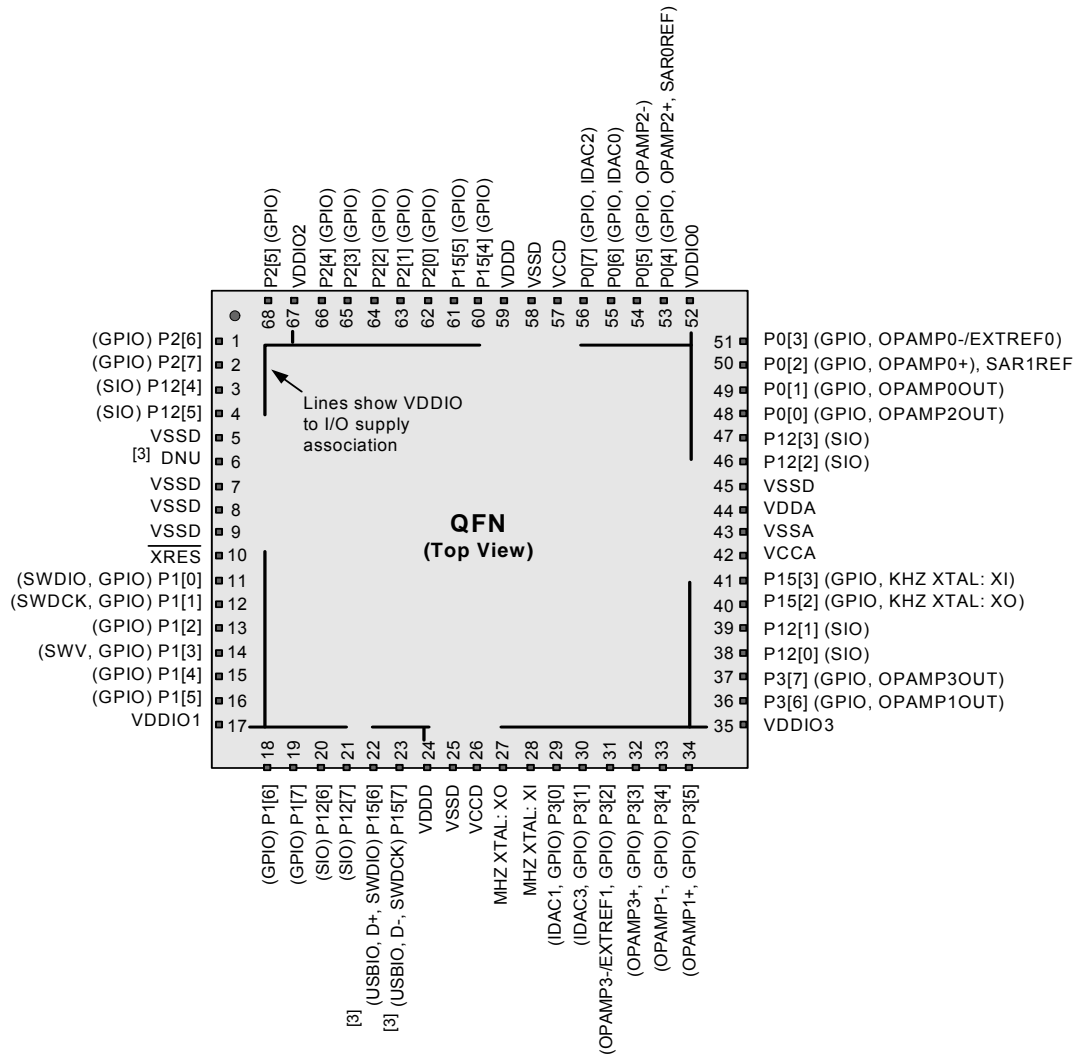 P2[5] (GPIO)
VDDIO2
P2[4] (GPIO)
P2[3] (GPIO)
P2[2] (GPIO)
P2[1] (GPIO)
P2[0] (GPIO)
P15[5] (GPIO)
P15[4] (GPIO)
VDDD
VSSD
VCCD
P0[7] (GPIO, IDAC2)
P0[6] (GPIO, IDAC0)
P0[5] (GPIO, OPAMP2-)
P0[4] (GPIO, OPAMP2+, SAR0REF)
VDDIO0
68
67
66
65
64
63
62
61
60
59
58
57
56
55
54
53
52
(GPIO) P2[6] 1
(GPIO) P2[7] 2
(SIO) P12[4] 3
(SIO) P12[5] 4
VSSD 5
[3] DNU 6
VSSD 7
VSSD 8
VSSD 9
XRES 10
(SWDIO, GPIO) P1[0] 11
(SWDCK, GPIO) P1[1] 12
(GPIO) P1[2] 13
(SWV, GPIO) P1[3] 14
(GPIO) P1[4] 15
(GPIO) P1[5] 16
VDDIO1 17
Lines show VDDIO
to I/O supply
association
QFN
(Top View)
51 P0[3] (GPIO, OPAMP0-/EXTREF0)
50 P0[2] (GPIO, OPAMP0+), SAR1REF
49 P0[1] (GPIO, OPAMP0OUT)
48 P0[0] (GPIO, OPAMP2OUT)
47 P12[3] (SIO)
46 P12[2] (SIO)
45 VSSD
44 VDDA
43 VSSA
42 VCCA
41 P15[3] (GPIO, KHZ XTAL: XI)
40 P15[2] (GPIO, KHZ XTAL: XO)
39 P12[1] (SIO)
38 P12[0] (SIO)
37 P3[7] (GPIO, OPAMP3OUT)
36 P3[6] (GPIO, OPAMP1OUT)
35 VDDIO3
18
19
20
21
22
23
24
25
26
27
28
29
30
31
32
33
34
(GPIO) P1[6]
(GPIO) P1[7]
(SIO) P12[6]
(SIO) P12[7]
[3] (USBIO, D+, SWDIO) P15[6]
[3] (USBIO, D-, SWDCK) P15[7]
VDDD
VSSD
VCCD
MHZ XTAL: XO
MHZ XTAL: XI
(IDAC1, GPIO) P3[0]
(IDAC3, GPIO) P3[1]
(OPAMP3-/EXTREF1, GPIO) P3[2]
(OPAMP3+, GPIO) P3[3]
(OPAMP1-, GPIO) P3[4]
(OPAMP1+, GPIO) P3[5]